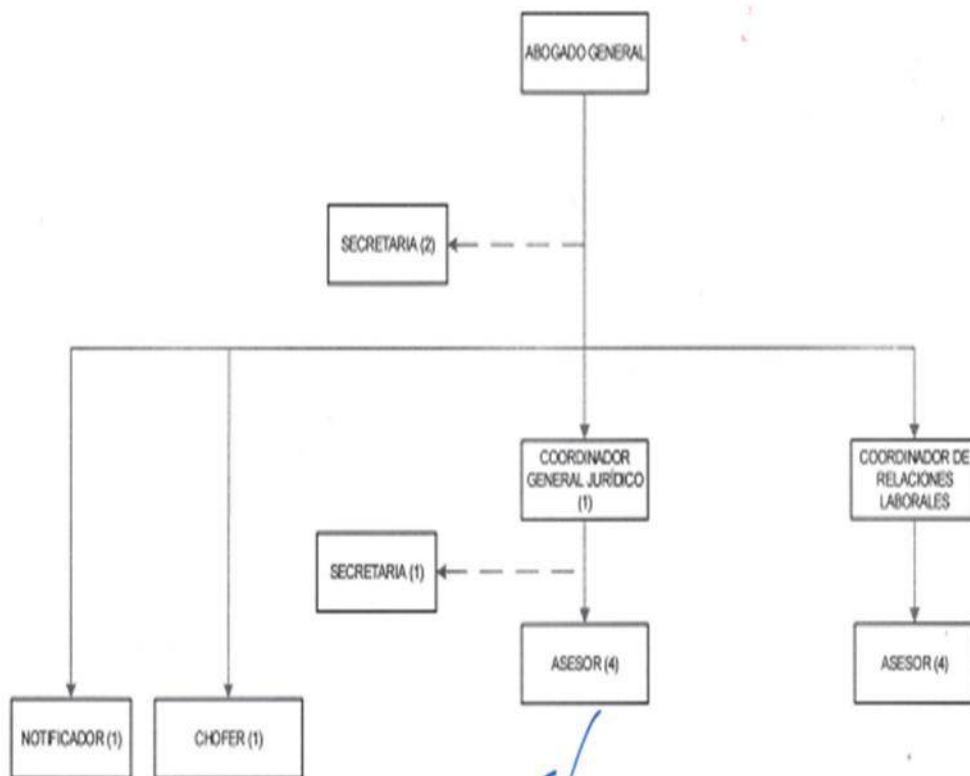 ABOGADO GENERAL
SECRETARIA (2)
COORDINADOR
GENERAL JURÍDICO
(1)
COORDINADOR DE
RELACIONES
LABORALES
SECRETARIA (1)
ASESOR (4)
ASESOR (4)
NOTIFICADOR (1)
CHOFER (1)